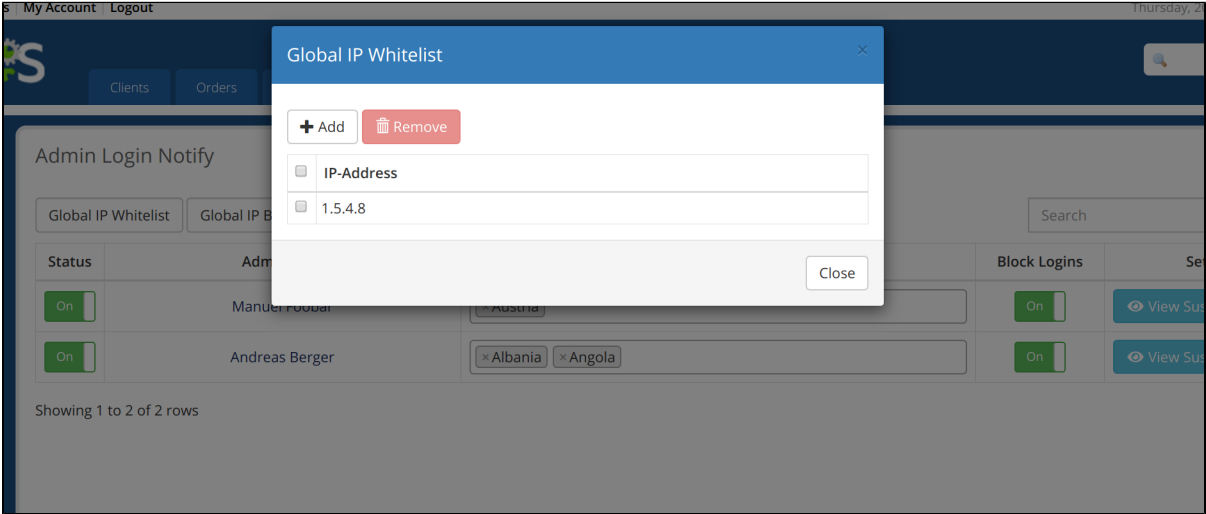 s My Account Logout
Thursday, 2
S
Clients Orders
Global IP Whitelist ×
Add Remove
IP-Address
1.5.4.8
Close
Admin Login Notify
Global IP Whitelist Global IP B
Search
Status Adm Block Logins Se
On Manuel Foobar ×Austria On View Sus
On Andreas Berger ×Albania ×Angola On View Sus
Showing 1 to 2 of 2 rows